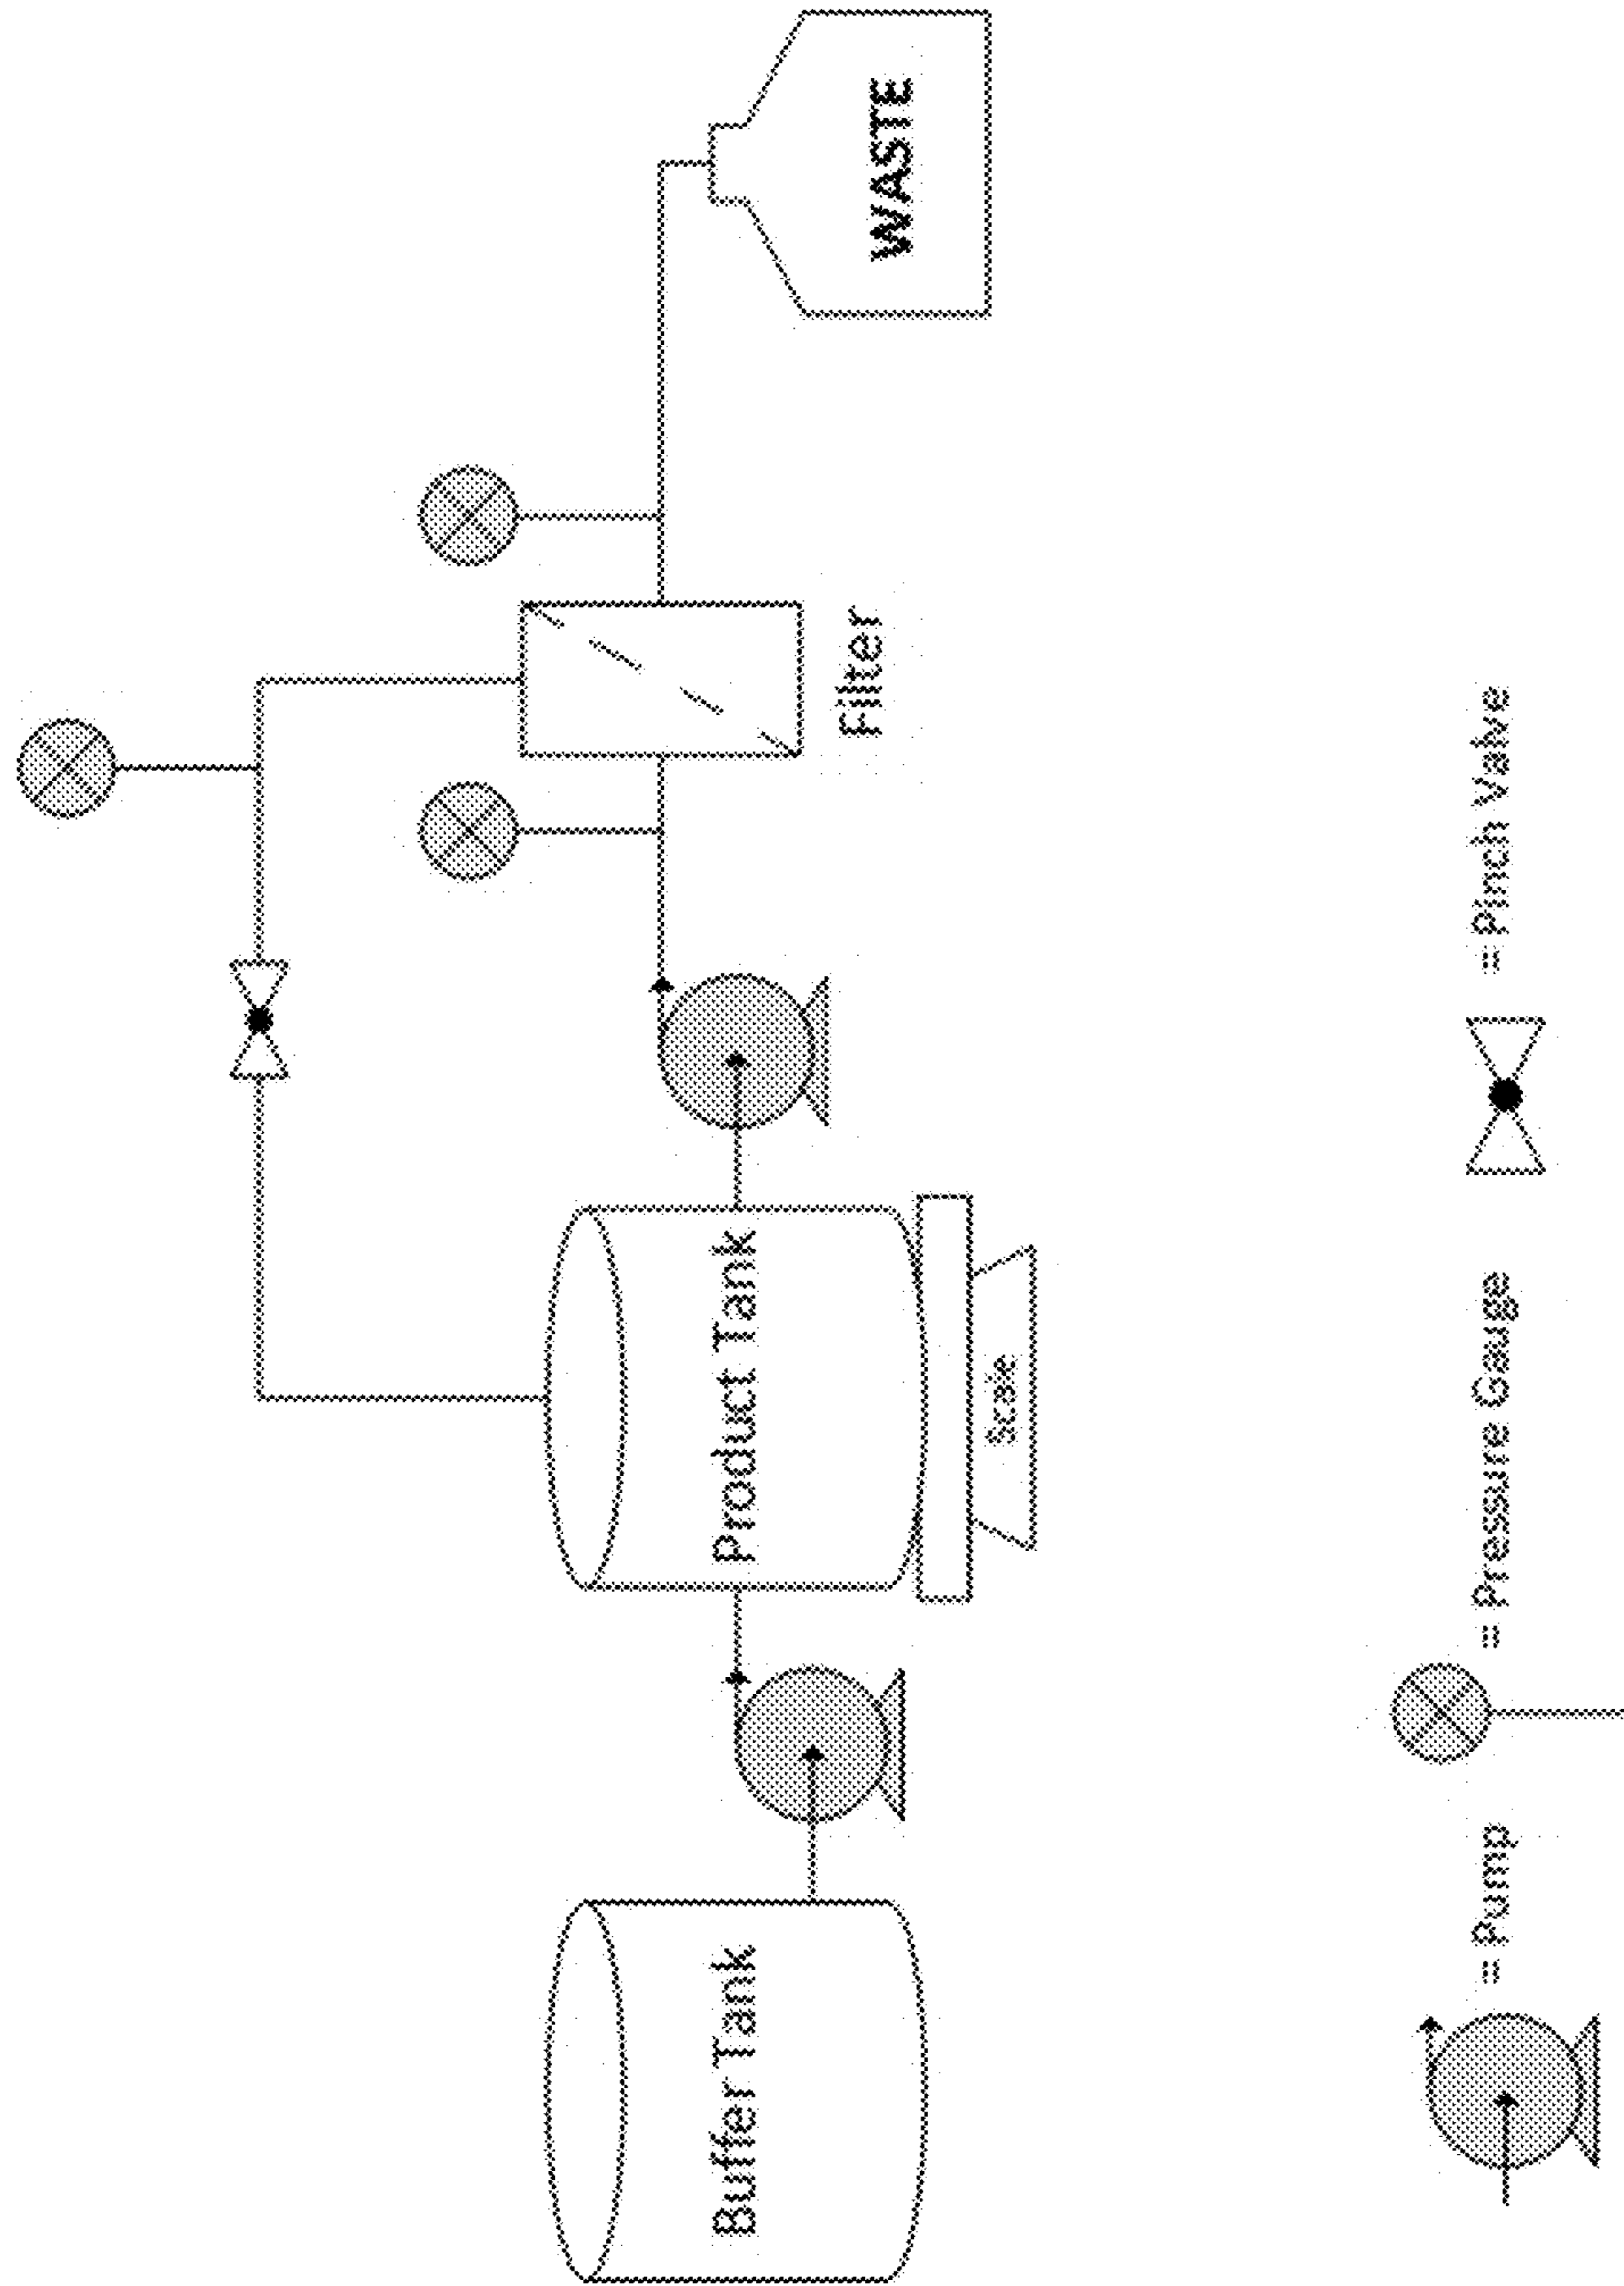 Buffer Tank
Product Tank
Scale
Filter
WASTE
= Pump
= Pressure Gauge
= Pinch Valve